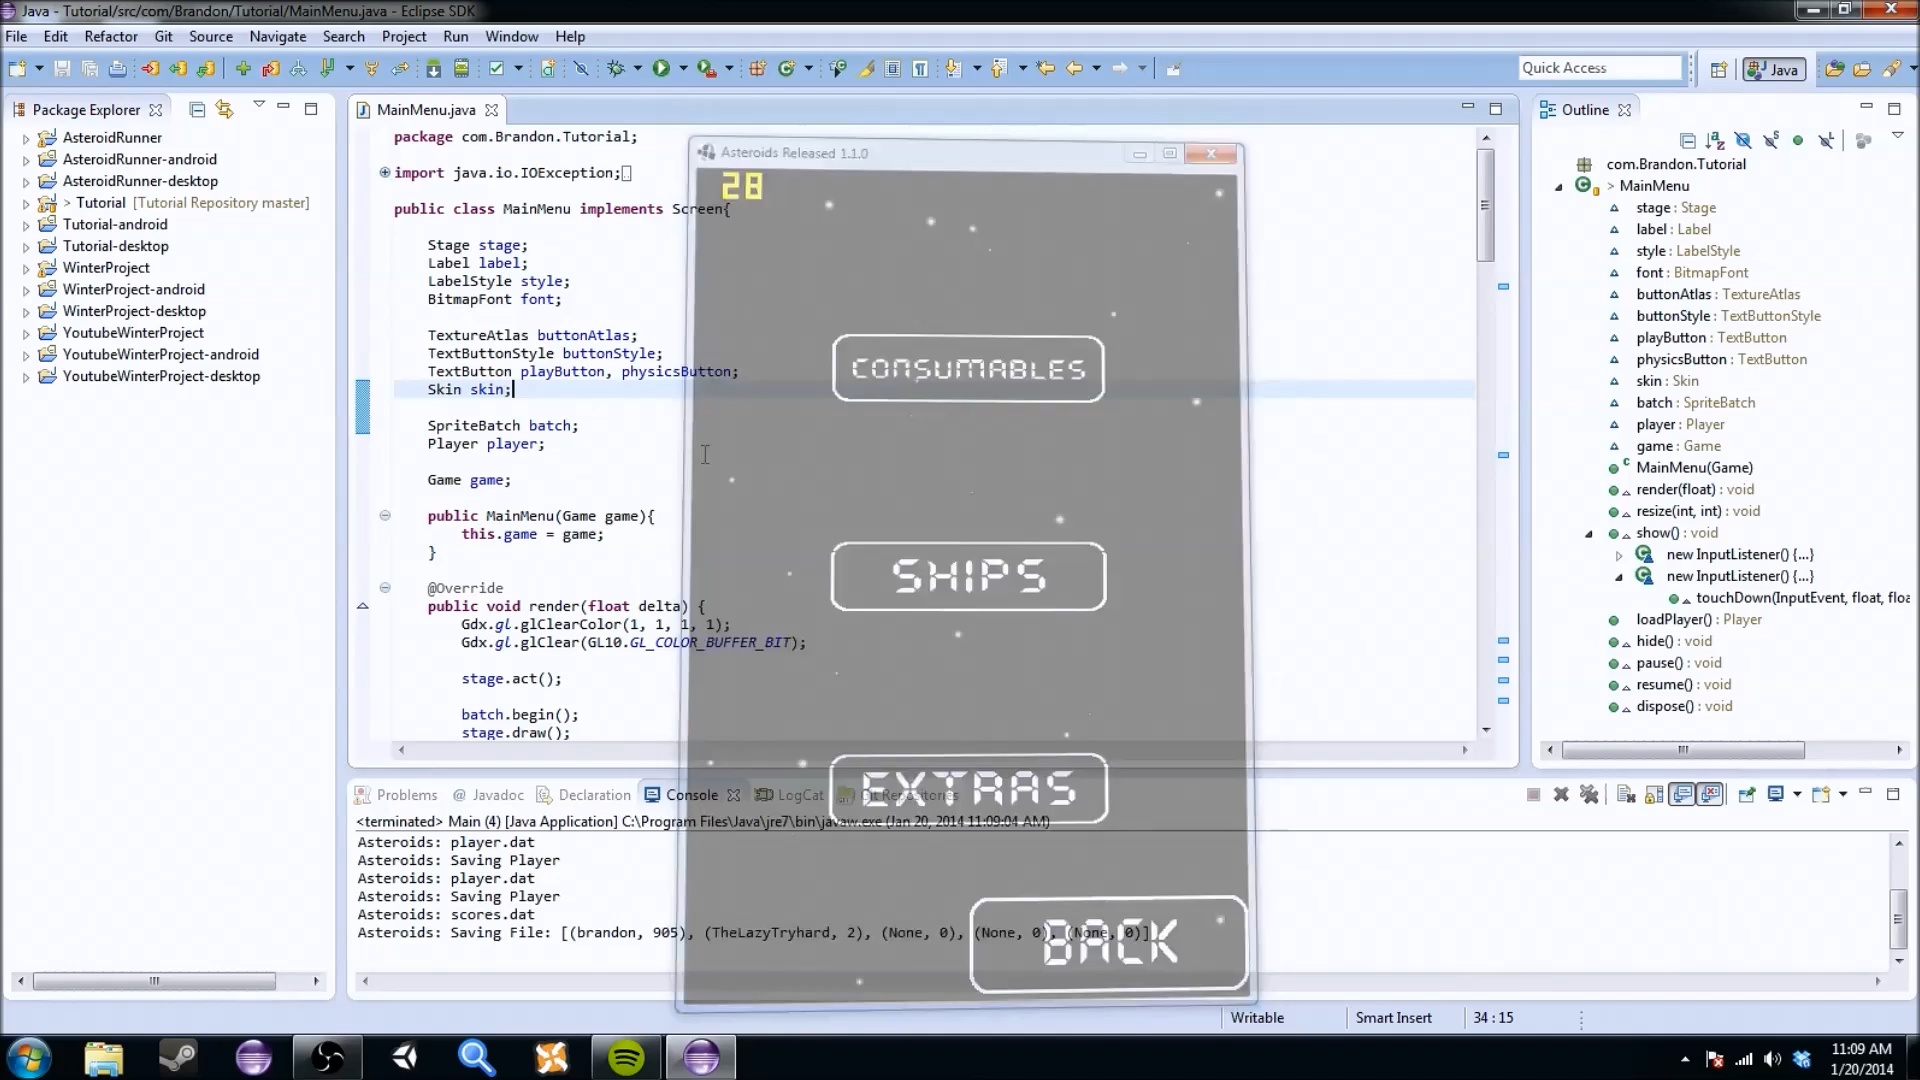 Java - Tutorial/src/com/Brandon/Tutorial/MainMenu.java - Eclipse SDK
File Edit Refactor Git Source Navigate Search Project Run Window Help
Quick Access
Java
Package Explorer
AsteroidRunner
AsteroidRunner-android
AsteroidRunner-desktop
> Tutorial [Tutorial Repository master]
Tutorial-android
Tutorial-desktop
WinterProject
WinterProject-android
WinterProject-desktop
YoutubeWinterProject
YoutubeWinterProject-android
YoutubeWinterProject-desktop
MainMenu.java
package com.Brandon.Tutorial;
import java.io.IOException;
public class MainMenu implements Screen{
Stage stage;
Label label;
LabelStyle style;
BitmapFont font;
TextureAtlas buttonAtlas;
TextButtonStyle buttonStyle;
TextButton playButton, physicsButton;
Skin skin;
SpriteBatch batch;
Player player;
Game game;
public MainMenu(Game game){
this.game = game;
}
@Override
public void render(float delta) {
Gdx.gl.glClearColor(1, 1, 1, 1);
Gdx.gl.glClear(GL10.GL_COLOR_BUFFER_BIT);
stage.act();
batch.begin();
stage.draw();
Asteroids Released 1.1.0
28
CONSUMABLES
SHIPS
EXTRAS
BACK
Outline
com.Brandon.Tutorial
> MainMenu
stage : Stage
label : Label
style : LabelStyle
font : BitmapFont
buttonAtlas : TextureAtlas
buttonStyle : TextButtonStyle
playButton : TextButton
physicsButton : TextButton
skin : Skin
batch : SpriteBatch
player : Player
game : Game
MainMenu(Game)
render(float) : void
resize(int, int) : void
show() : void
new InputListener() {...}
new InputListener() {...}
touchDown(InputEvent, float, floa
loadPlayer() : Player
hide() : void
pause() : void
resume() : void
dispose() : void
Problems @ Javadoc Declaration Console LogCat Git Repositories
<terminated> Main (4) [Java Application] C:\Program Files\Java\jre7\bin\javaw.exe (Jan 20, 2014 11:09:04 AM)
Asteroids: player.dat
Asteroids: Saving Player
Asteroids: player.dat
Asteroids: Saving Player
Asteroids: scores.dat
Asteroids: Saving File: [(brandon, 905), (TheLazyTryhard, 2), (None, 0), (None, 0), (None, 0)]
Writable Smart Insert 34 : 15
11:09 AM
1/20/2014